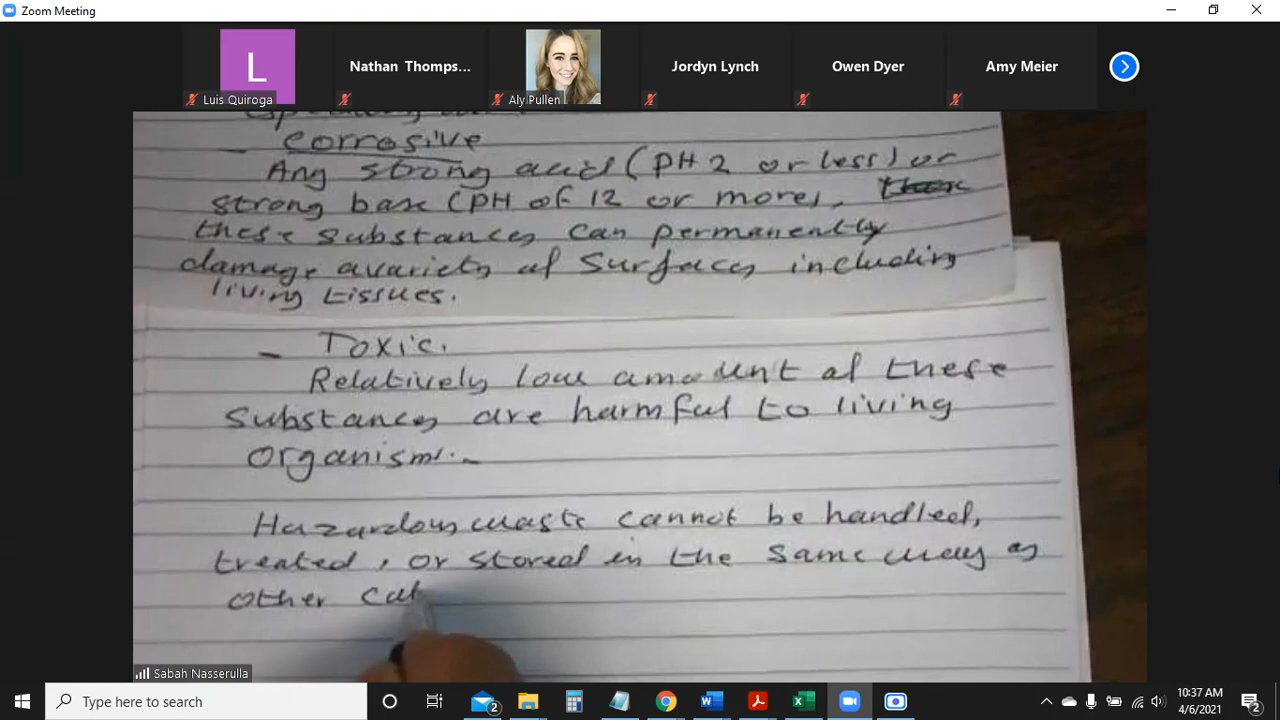 Zoom Meeting
L
Luis Quiroga
Nathan Thomps...
Aly Pullen
Jordyn Lynch
Owen Dyer
Amy Meier
- corrosive
Any strong acid (PH 2 or less) or
strong base (PH of 12 or more),
these substances can permanently
damage a variety of surfaces including
living tissues.
- Toxic.
Relatively low amount of these
substances are harmful to living
organism. -
Hazardous waste cannot be handled,
treated, or stored in the same way as
other cat
Sabah Nasserulla
Type here to search
2
W
X
10:37 AM
4/6/2021
2